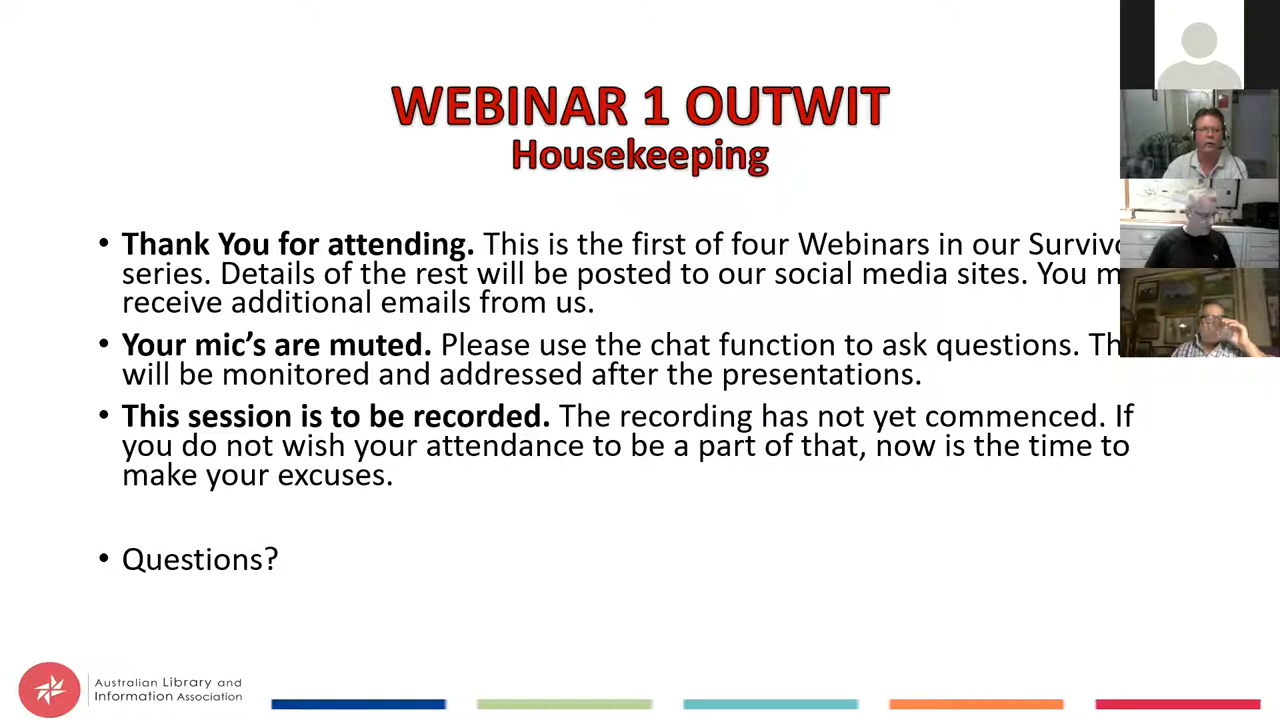 WEBINAR 1 OUTWIT
Housekeeping
• Thank You for attending. This is the first of four Webinars in our
series. Details of the rest will be posted to our social media sites. You
receive additional emails from us.
• Your mic’s are muted. Please use the chat function to ask questions.
will be monitored and addressed after the presentations.
• This session is to be recorded. The recording has not yet commenced. If
you do not wish your attendance to be a part of that, now is the time to
make your excuses.
• Questions?
Australian Library and
Information Association